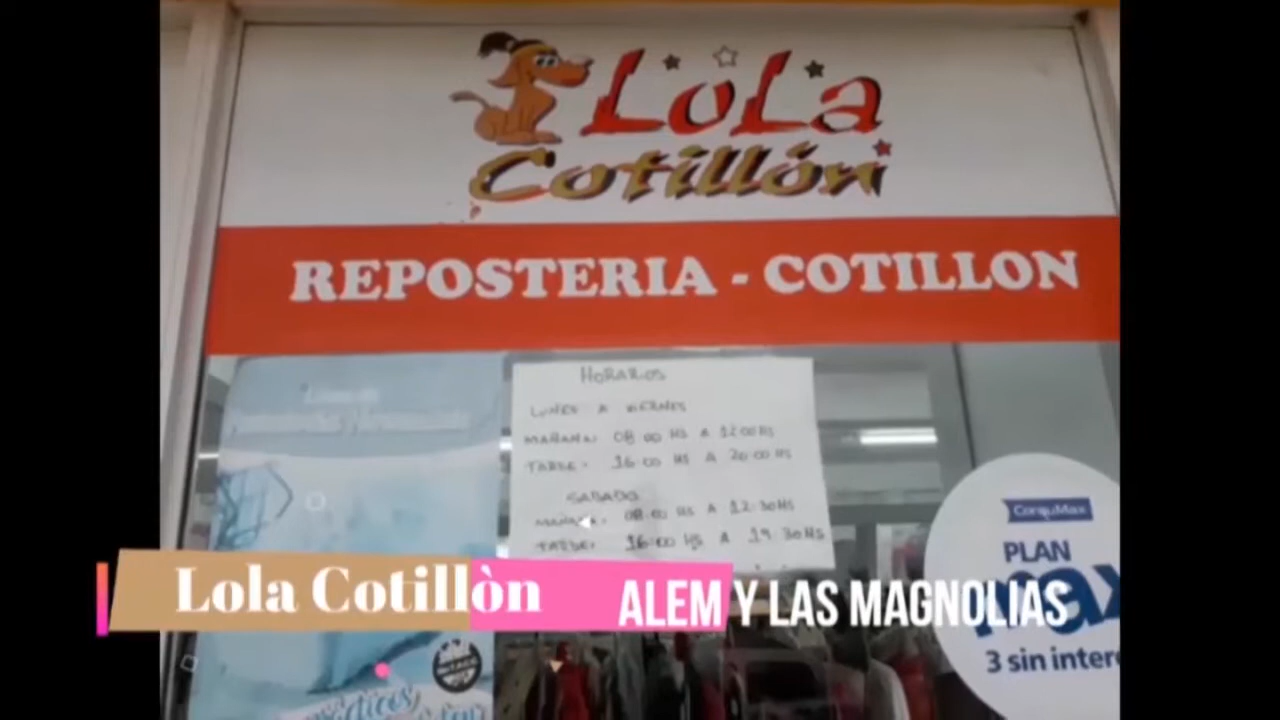 LoLa
Cotillón
REPOSTERIA - COTILLON
HORARIOS
LUNES A VIERNES
MAÑANA: 08:00 HS A 12:00 HS
TARDE: 16:00 HS A 20:00 HS
SABADO
MAÑANA: 08:00 HS A 12:30 HS
TARDE: 16:00 HS A 19:30 HS
PLAN
max
3 sin inter
Lola Cotillòn
ALEM Y LAS MAGNOLIAS